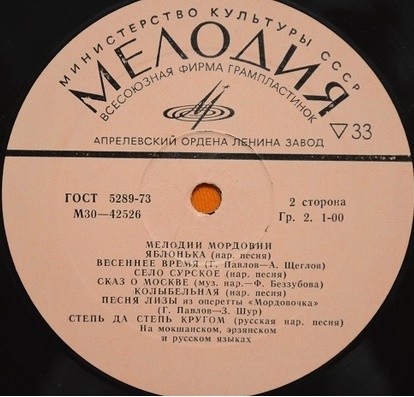 МИНИСТЕРСТВО КУЛЬТУРЫ СССР
МЕЛОДИЯ
ВСЕСОЮЗНАЯ ФИРМА ГРАМПЛАСТИНОК
▽33
АПРЕЛЕВСКИЙ ОРДЕНА ЛЕНИНА ЗАВОД
ГОСТ 5289-73
М30—42526
2 сторона
Гр. 2. 1-00
МЕЛОДИИ МОРДОВИИ
ЯБЛОНЬКА (нар. песня)
ВЕСЕННЕЕ ВРЕМЯ (Г. Павлов—А. Щеглов)
СЕЛО СУРСКОЕ (нар. песня)
СКАЗ О МОСКВЕ (муз. нар.—Ф. Беззубова)
КОЛЫБЕЛЬНАЯ (нар. песня)
ПЕСНЯ ЛИЗЫ из оперетты «Мордовочка»
(Г. Павлов—З. Шур)
СТЕПЬ ДА СТЕПЬ КРУГОМ (русская нар. песня)
На мокшанском, эрзянском
и русском языках